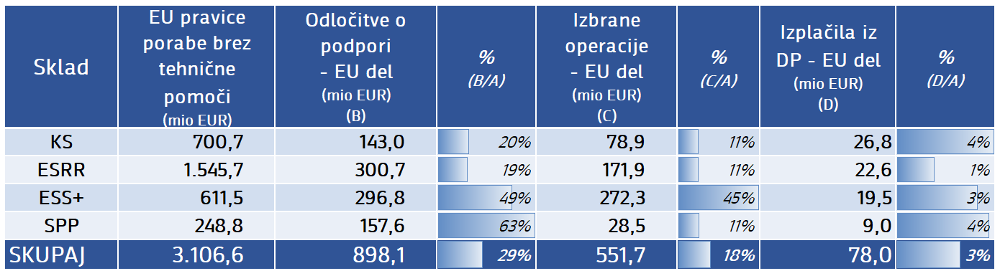 Sklad
EU pravice
porabe brez
tehnične
pomoči
(mio EUR)
Odločitve o
podpori
- EU del
(mio EUR)
(B)
%
(B/A)
Izbrane
operacije
- EU del
(mio EUR)
(C)
%
(C/A)
Izplačila iz
DP - EU del
(mio EUR)
(D)
%
(D/A)
KS 700,7 143,0 20% 78,9 11% 26,8 4%
ESRR 1.545,7 300,7 19% 171,9 11% 22,6 1%
ESS+ 611,5 296,8 49% 272,3 45% 19,5 3%
SPP 248,8 157,6 63% 28,5 11% 9,0 4%
SKUPAJ 3.106,6 898,1 29% 551,7 18% 78,0 3%